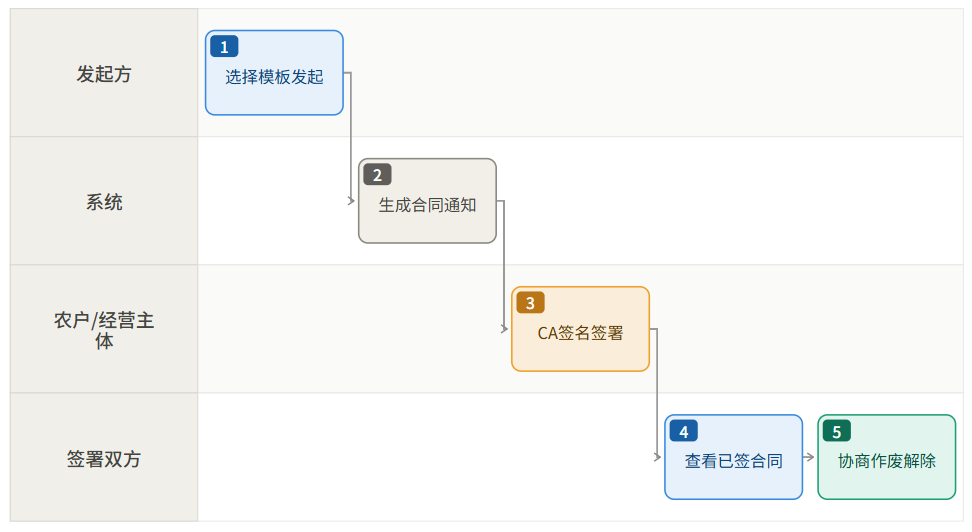 发起方
1
选择模板发起
系统
2
生成合同通知
农户/经营主
体
3
CA签名签署
签署双方
4
查看已签合同
5
协商作废解除